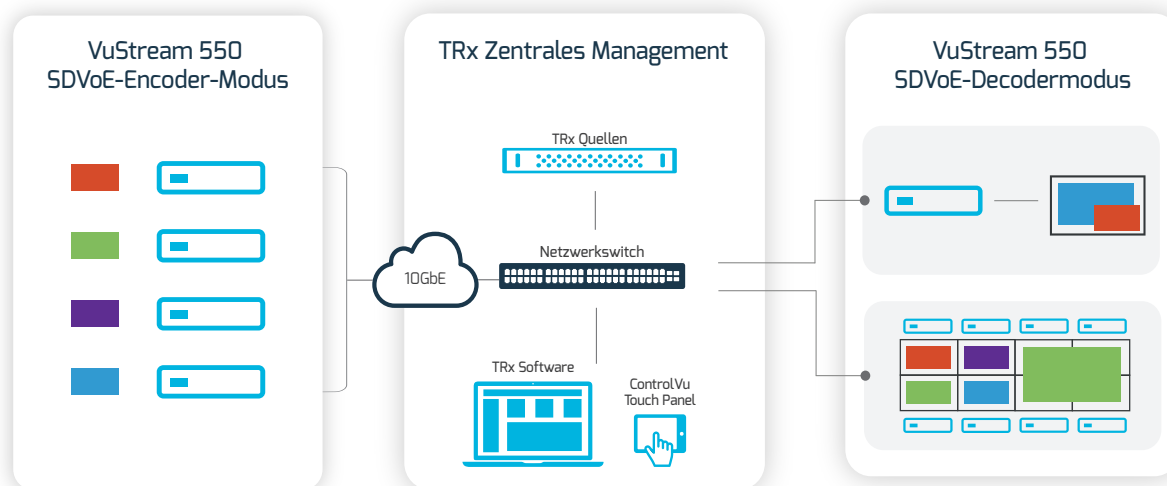 VuStream 550
SDVoE-Encoder-Modus
TRx Zentrales Management
VuStream 550
SDVoE-Decodermodus
TRx Quellen
10GbE
Netzwerkswitch
TRx Software
ControlVu
Touch Panel